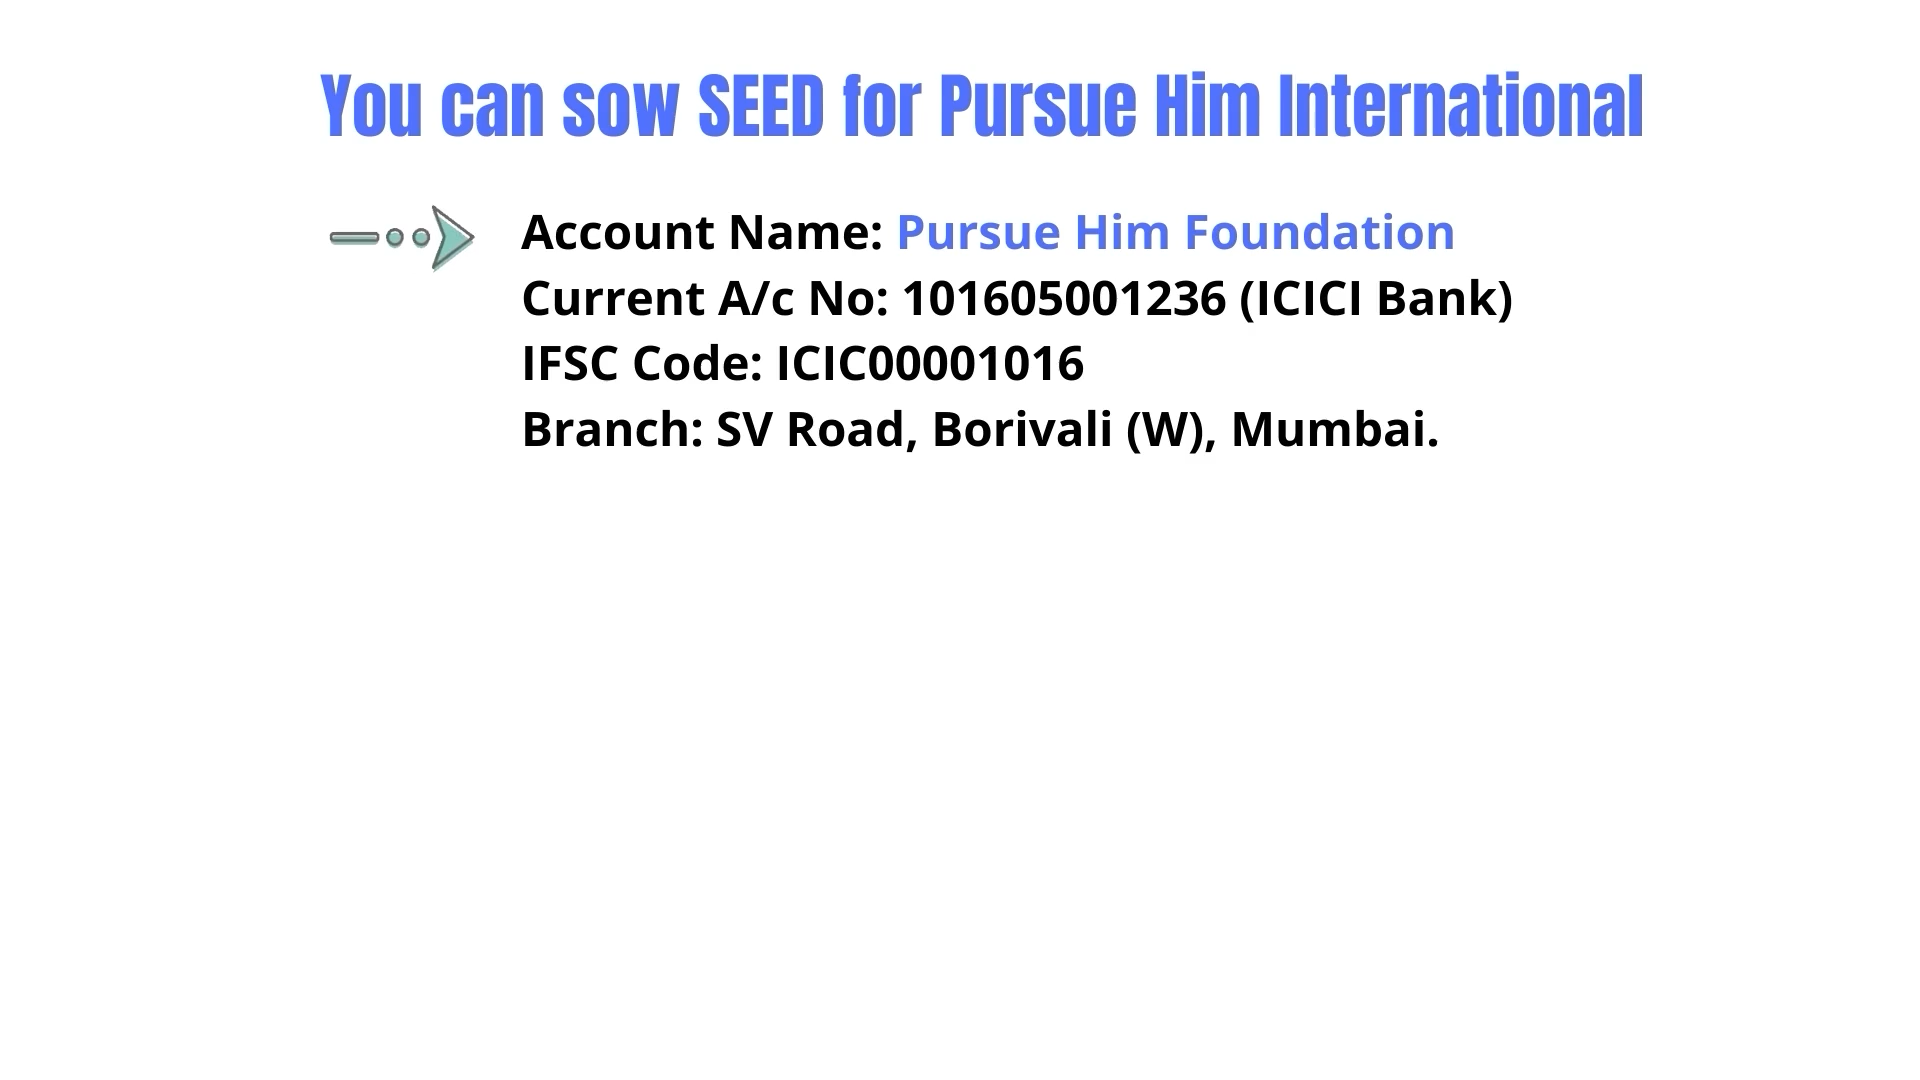 You can sow SEED for Pursue Him International
Account Name: Pursue Him Foundation
Current A/c No: 101605001236 (ICICI Bank)
IFSC Code: ICIC00001016
Branch: SV Road, Borivali (W), Mumbai.